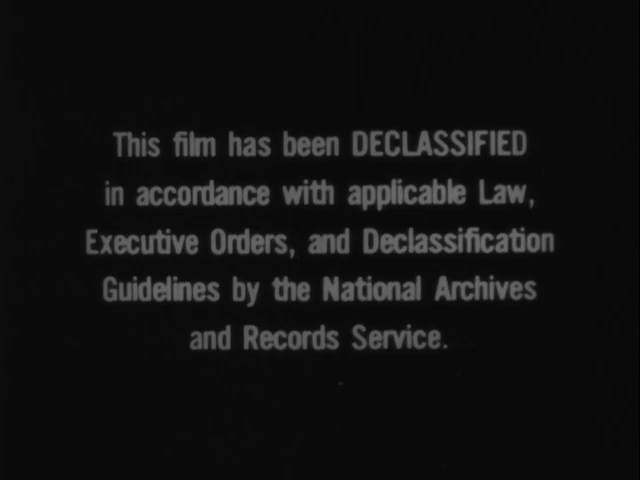 This film has been DECLASSIFIED
in accordance with applicable Law,
Executive Orders, and Declassification
Guidelines by the National Archives
and Records Service.